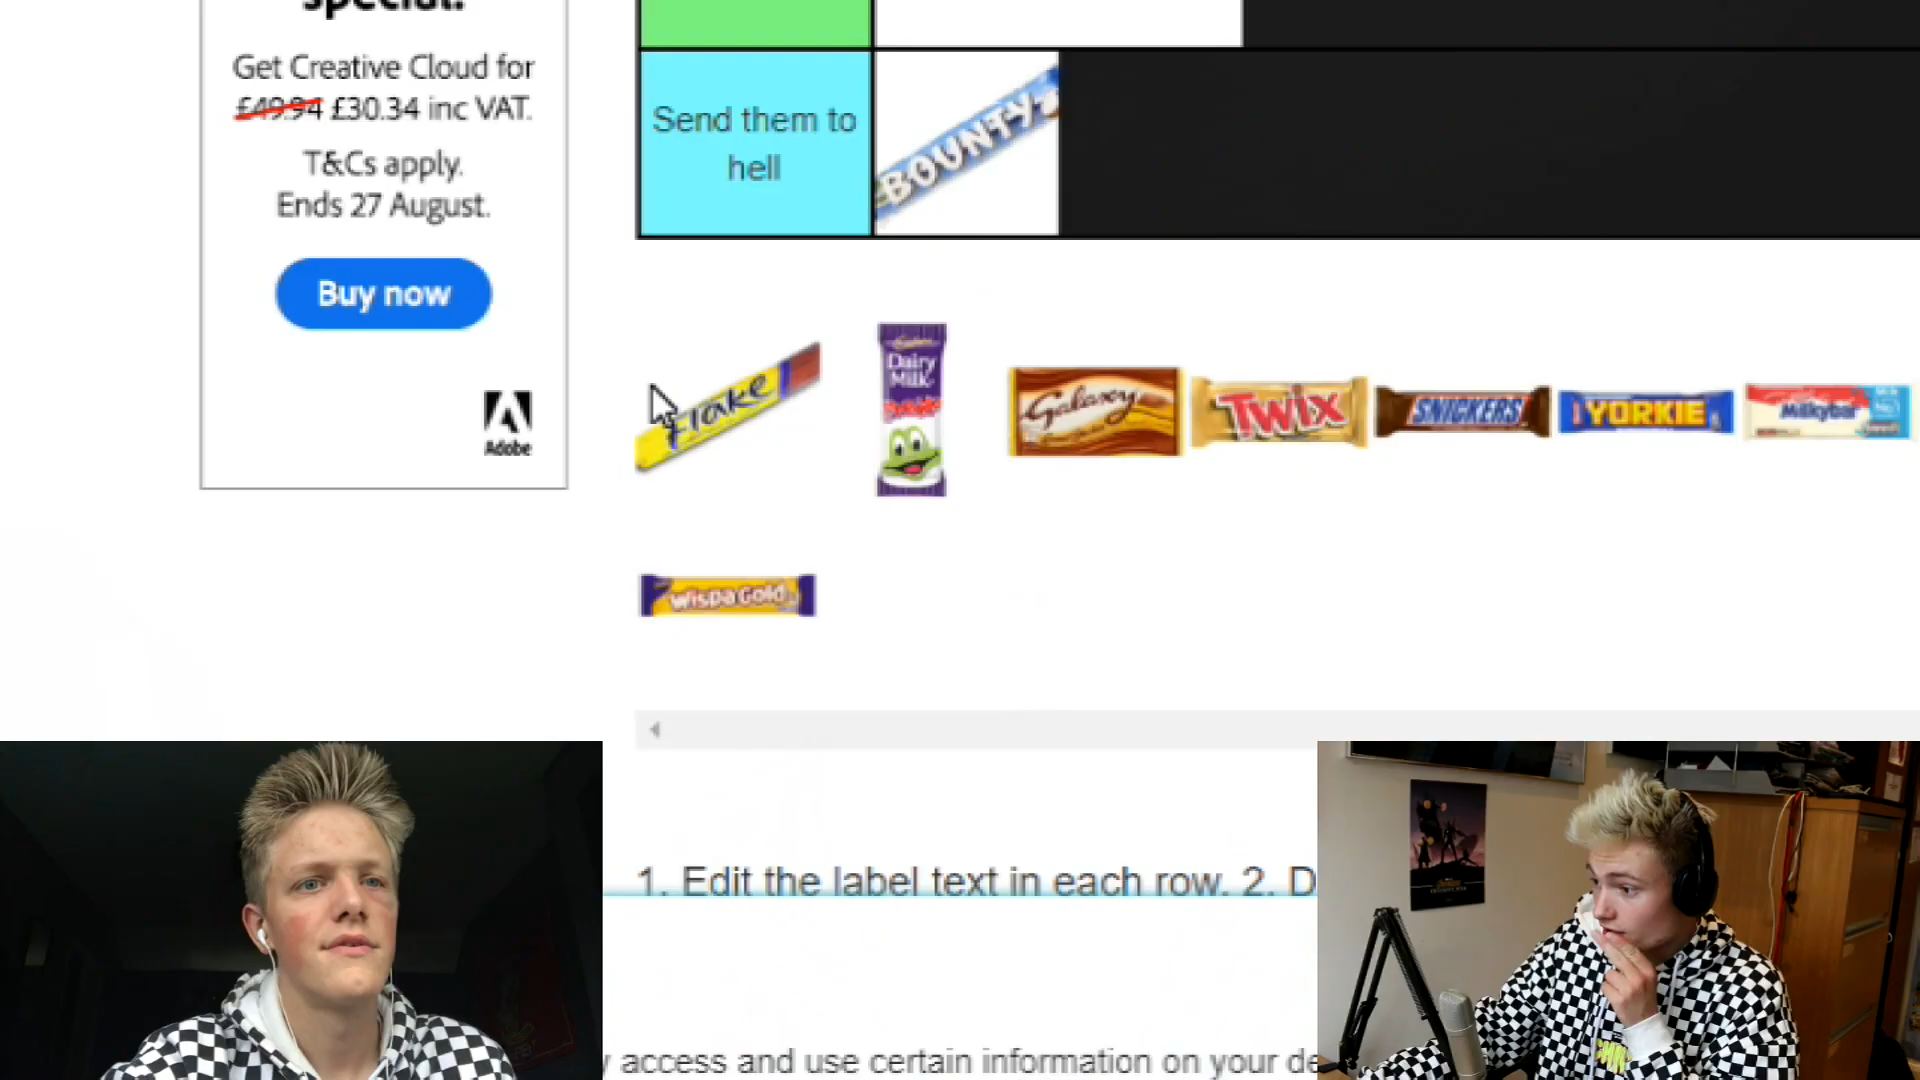 special.
Get Creative Cloud for
£49.94 £30.34 inc VAT.
T&Cs apply.
Ends 27 August.
Buy now
Adobe
Send them to
hell
BOUNTY
Flake
Dairy
Milk
Galaxy
TWIX
SNICKERS
YORKIE
Milkybar
Wispa Gold
1. Edit the label text in each row. 2. D
y access and use certain information on your de